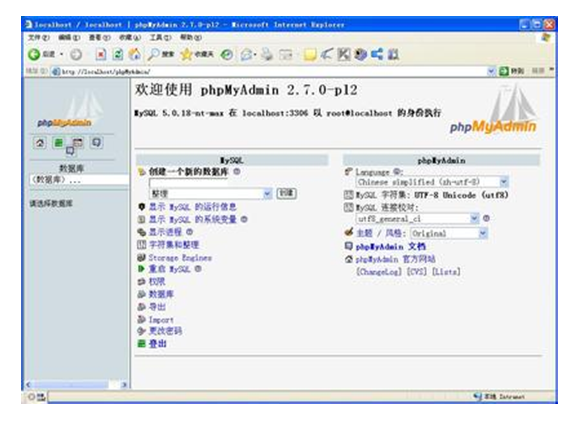 localhost / localhost | phpMyAdmin 2.7.0-pl2 - Microsoft Internet Explorer
文件(F) 编辑(E) 查看(V) 收藏(A) 工具(T) 帮助(H)
后退 搜索 收藏夹
地址(D) http://localhost/phpMyAdmin/ 转到 链接
phpMyAdmin
数据库
(数据库) ...
请选择数据库
欢迎使用 phpMyAdmin 2.7.0-pl2
MySQL 5.0.18-nt-max 在 localhost:3306 以 root@localhost 的身份执行
phpMyAdmin
MySQL
创建一个新的数据库
整理 创建
显示 MySQL 的运行信息
显示 MySQL 的系统变量
显示进程
字符集和整理
Storage Engines
重启 MySQL
权限
数据库
导出
Import
更改密码
登出
phpMyAdmin
Language :
Chinese simplified (zh-utf-8)
MySQL 字符集: UTF-8 Unicode (utf8)
MySQL 连接校对:
utf8_general_ci
主题 / 风格: Original
phpMyAdmin 文档
phpMyAdmin 官方网站
[ChangeLog] [CVS] [Lists]
本地 Intranet